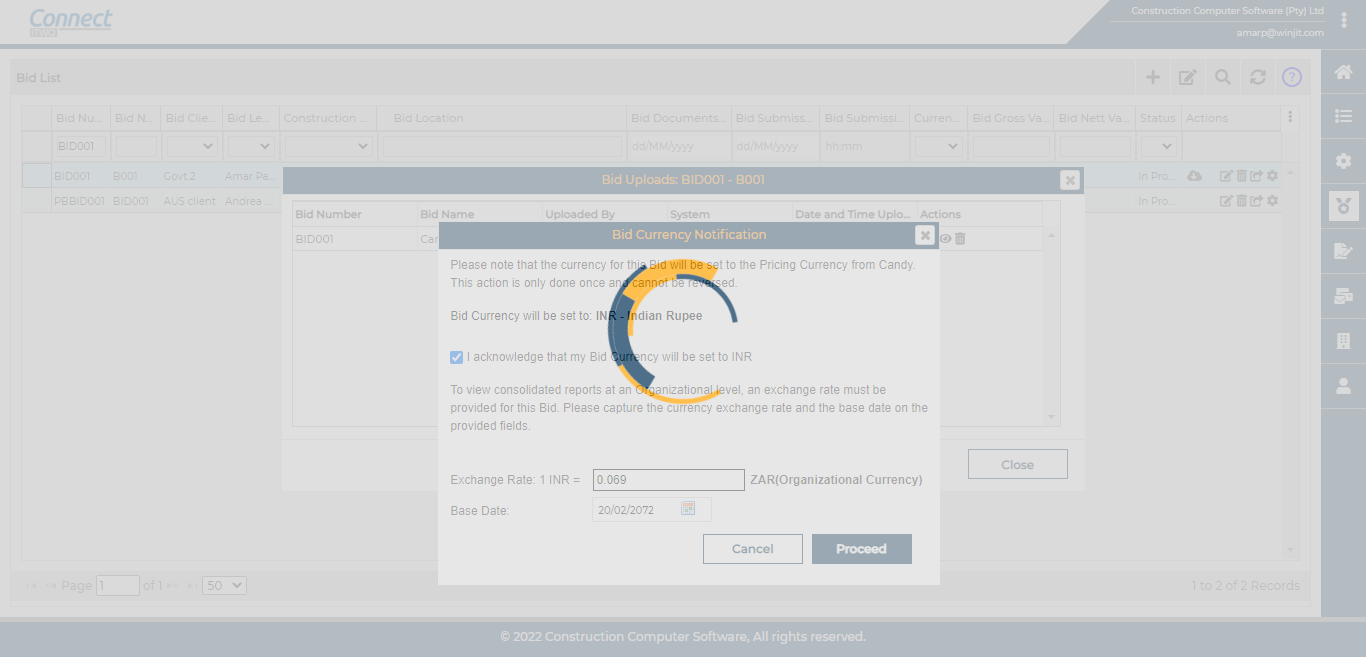 Connect
ITWO
Construction Computer Software (Pty) Ltd
amarp@winjit.com
Bid List
Bid Nu... Bid N... Bid Clie... Bid Le... Construction ... Bid Location Bid Documents... Bid Submiss... Bid Submissi... Curren... Bid Gross Va... Bid Nett Va... Status Actions
BID001 dd/MM/yyyy dd/MM/yyyy hh:mm
BID001 B001 Govt.2 Amar Pa... In Pro...
PBBID001 BID001 AUS client Andrea ... In Pro...
Bid Uploads: BID001 - B001
Bid Number Bid Name Uploaded By System Date and Time Uplo... Actions
BID001
Bid Currency Notification
Please note that the currency for this Bid will be set to the Pricing Currency from Candy.
This action is only done once and cannot be reversed.
Bid Currency will be set to: INR - Indian Rupee
I acknowledge that my Bid Currency will be set to INR
To view consolidated reports at an Organizational level, an exchange rate must be
provided for this Bid. Please capture the currency exchange rate and the base date on the
provided fields.
Exchange Rate: 1 INR = 0.069 ZAR(Organizational Currency)
Base Date: 20/02/2072
Cancel Proceed
Close
Page 1 of 1 50 1 to 2 of 2 Records
© 2022 Construction Computer Software, All rights reserved.